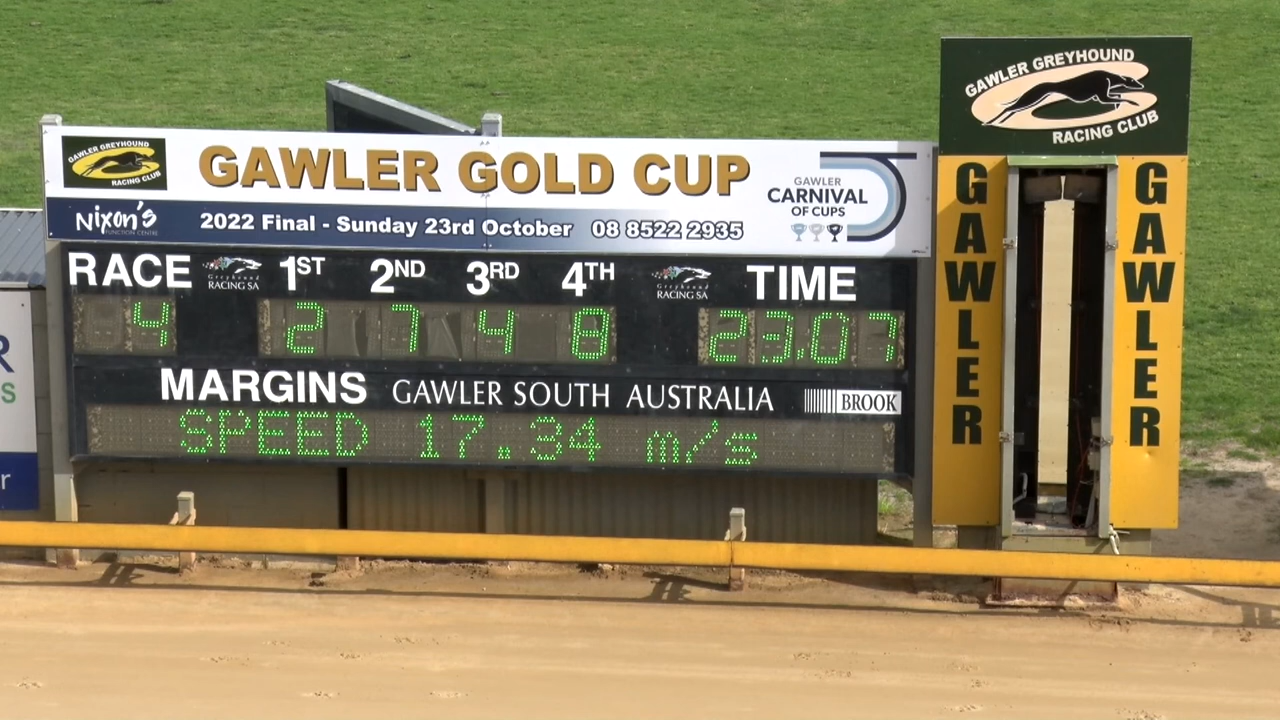 GAWLER GREYHOUND
RACING CLUB
GAWLER GREYHOUND
RACING CLUB
GAWLER GOLD CUP
GAWLER
CARNIVAL
OF CUPS
Nixon's
FUNCTION CENTRE
2022 Final - Sunday 23rd October 08 8522 2935
RACE Greyhound RACING SA 1ST 2ND 3RD 4TH Greyhound RACING SA TIME
4 2 7 4 8 23.07
MARGINS GAWLER SOUTH AUSTRALIA BROOK
SPEED 17.34 m/s
GAWLER
GAWLER
R
S
r